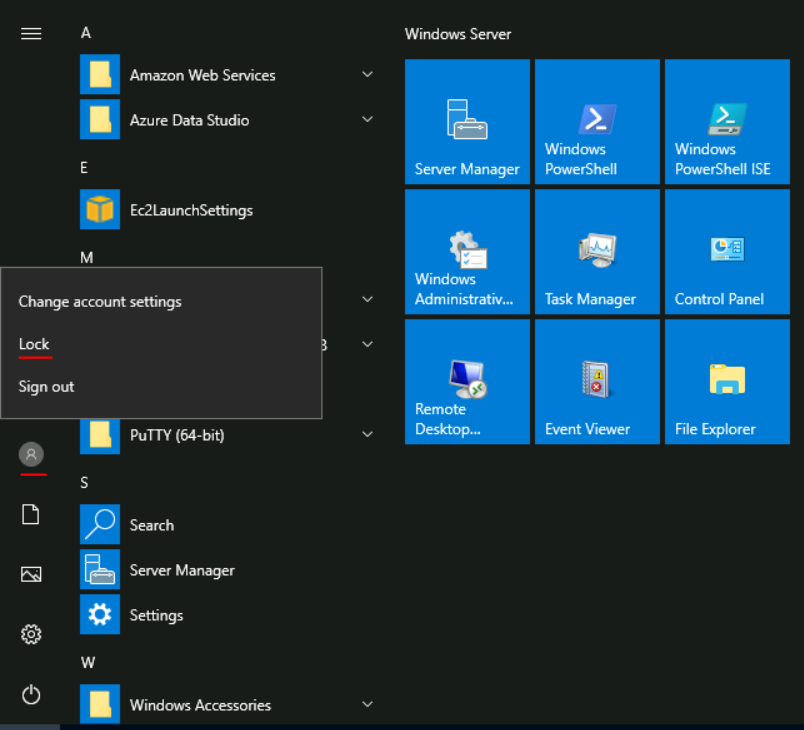 A
Amazon Web Services
Azure Data Studio
E
Ec2LaunchSettings
M
Change account settings
Lock
Sign out
PuTTY (64-bit)
S
Search
Server Manager
Settings
W
Windows Accessories
Windows Server
Server Manager
Windows
PowerShell
Windows
PowerShell ISE
Windows
Administrativ...
Task Manager
Control Panel
Remote
Desktop...
Event Viewer
File Explorer